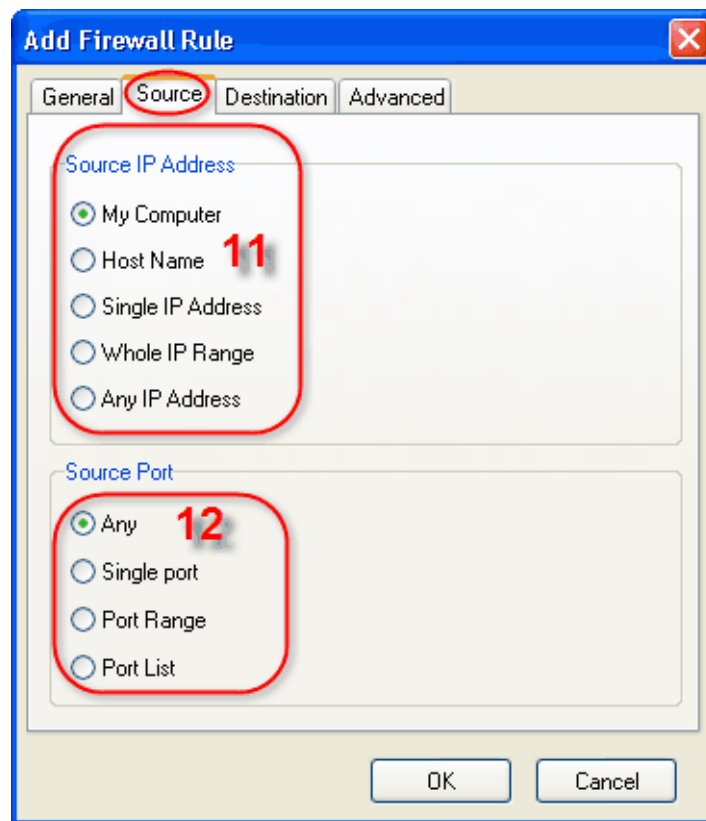 Add Firewall Rule
General Source Destination Advanced
Source IP Address
My Computer
Host Name 11
Single IP Address
Whole IP Range
Any IP Address
Source Port
Any 12
Single port
Port Range
Port List
OK Cancel